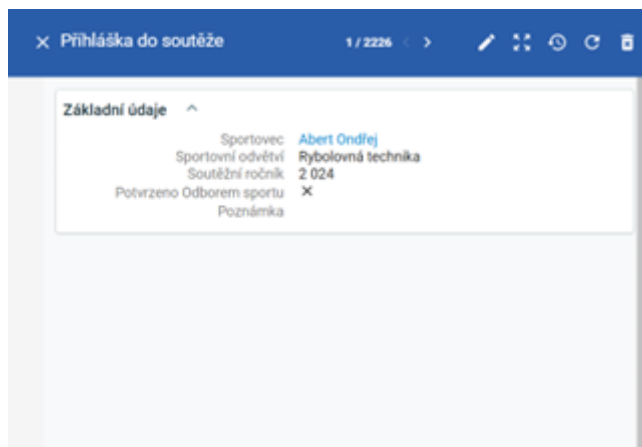 Přihláška do soutěže 1 / 2226
Základní údaje
Sportovec Abert Ondřej
Sportovní odvětví Rybolovná technika
Soutěžní ročník 2 024
Potvrzeno Odborem sportu
Poznámka